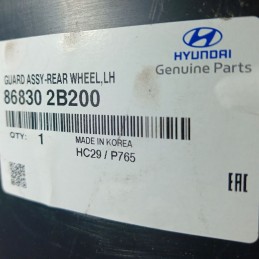 HYUNDAI
Genuine Parts
GUARD ASSY-REAR WHEEL,LH
86830 2B200
QTY: 1
MADE IN KOREA
HC29 / P765
EAC